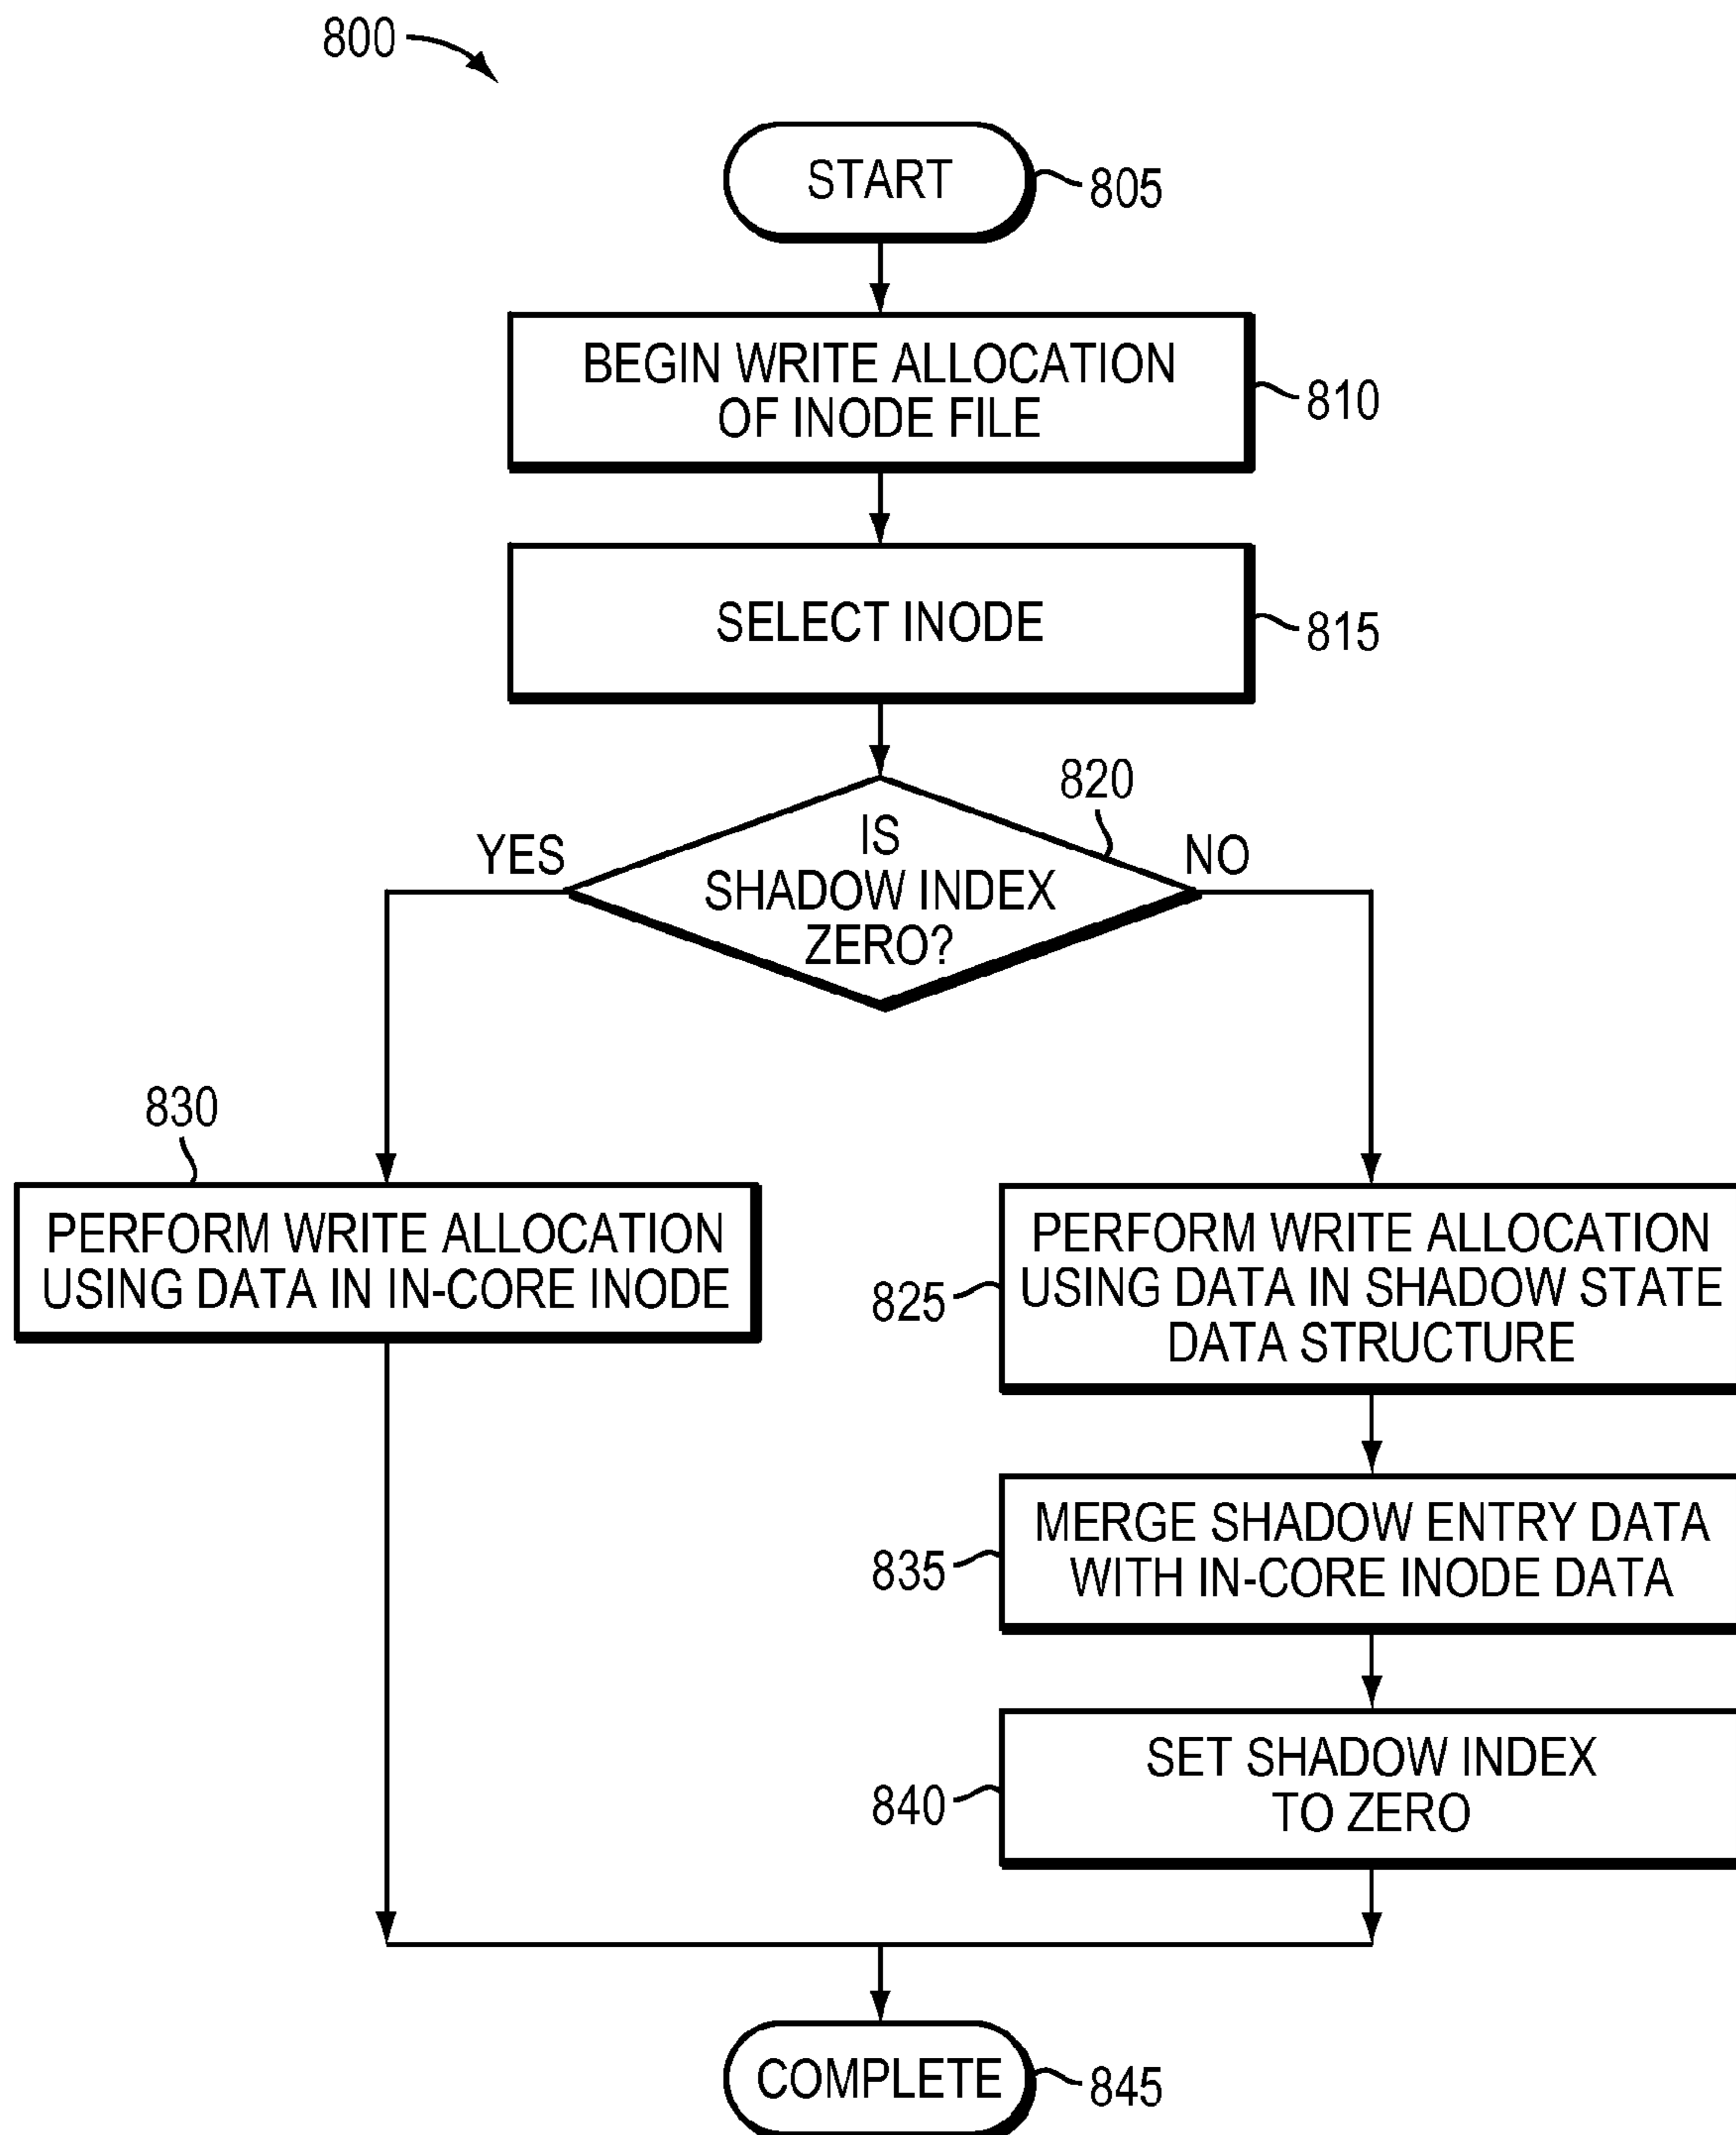 800
START
805
BEGIN WRITE ALLOCATION
OF INODE FILE
810
SELECT INODE
815
820
IS
SHADOW INDEX
ZERO?
YES
NO
830
PERFORM WRITE ALLOCATION
USING DATA IN IN-CORE INODE
PERFORM WRITE ALLOCATION
USING DATA IN SHADOW STATE
DATA STRUCTURE
825
MERGE SHADOW ENTRY DATA
WITH IN-CORE INODE DATA
835
SET SHADOW INDEX
TO ZERO
840
COMPLETE
845